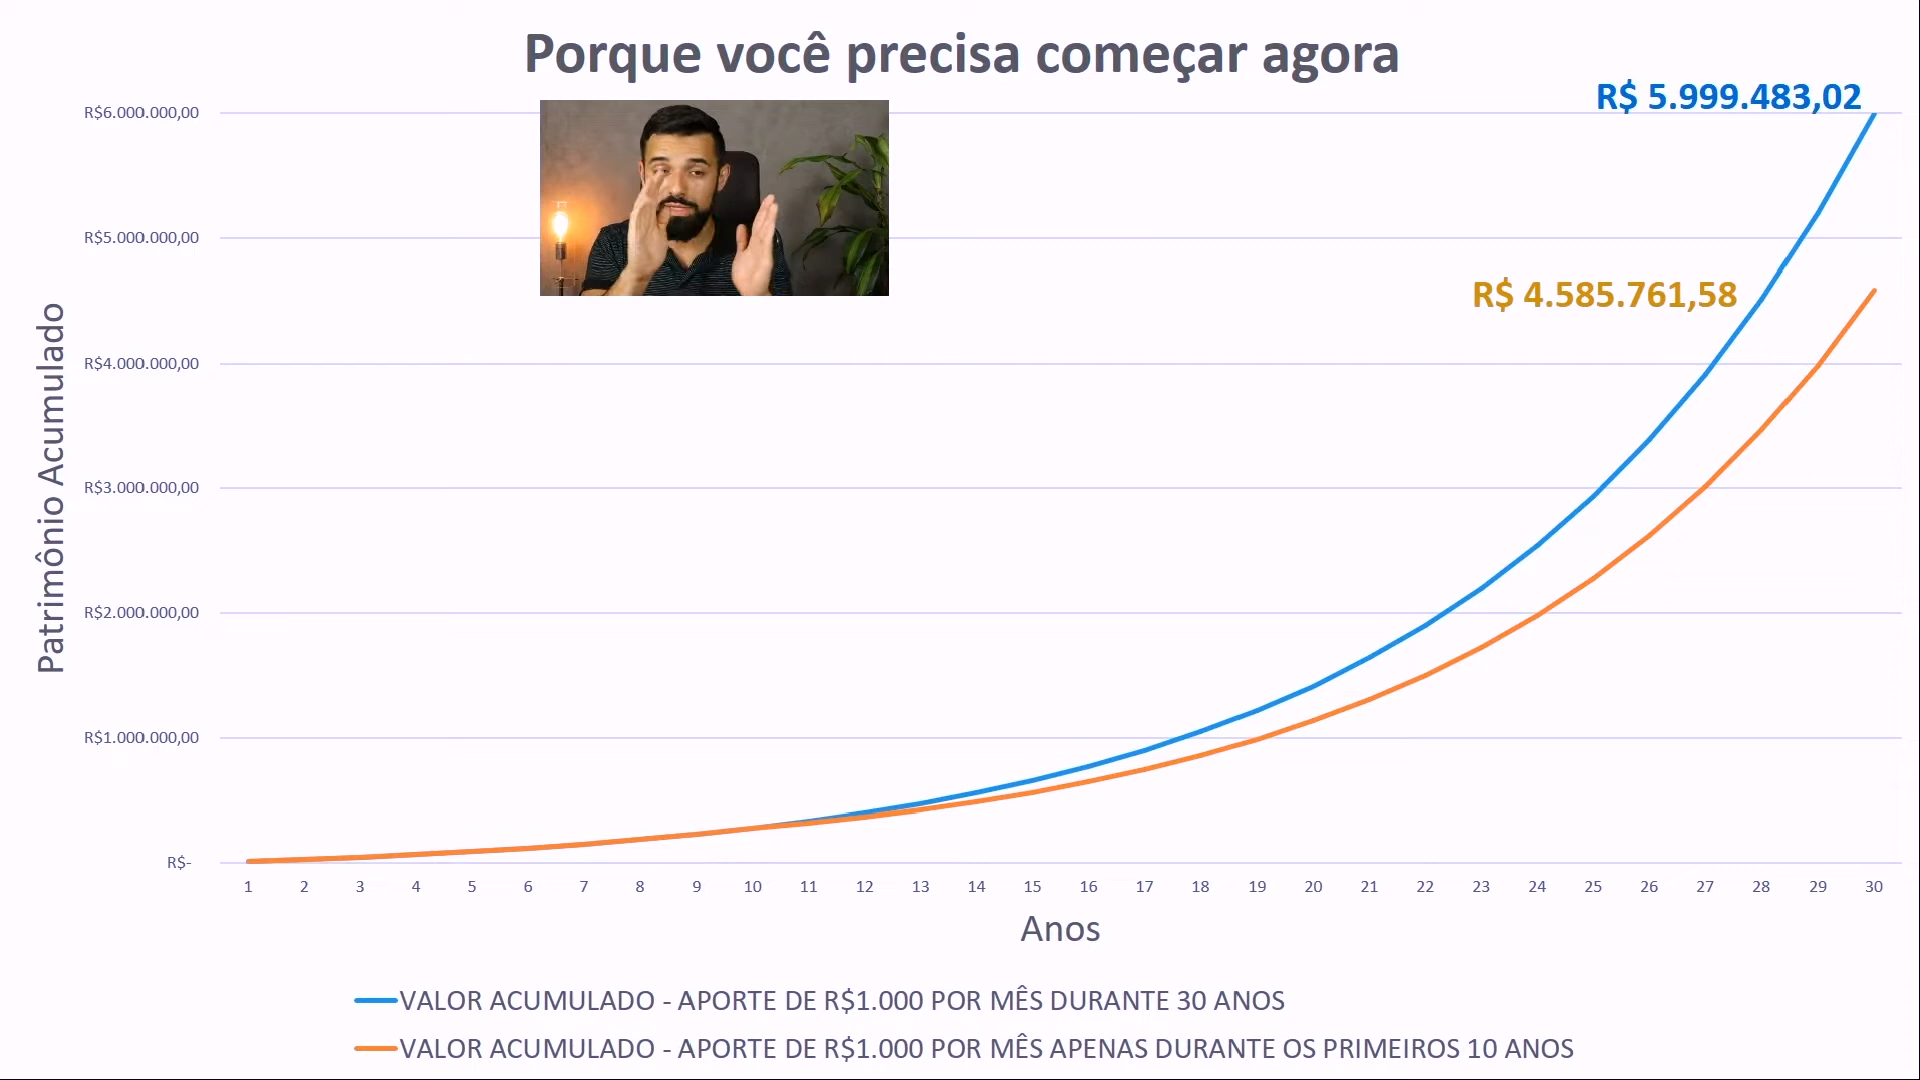 Porque você precisa começar agora
R$ 5.999.483,02
R$ 4.585.761,58
Patrimônio Acumulado
R$6.000.000,00
R$5.000.000,00
R$4.000.000,00
R$3.000.000,00
R$2.000.000,00
R$1.000.000,00
R$-
1 2 3 4 5 6 7 8 9 10 11 12 13 14 15 16 17 18 19 20 21 22 23 24 25 26 27 28 29 30
Anos
VALOR ACUMULADO - APORTE DE R$1.000 POR MÊS DURANTE 30 ANOS
VALOR ACUMULADO - APORTE DE R$1.000 POR MÊS APENAS DURANTE OS PRIMEIROS 10 ANOS